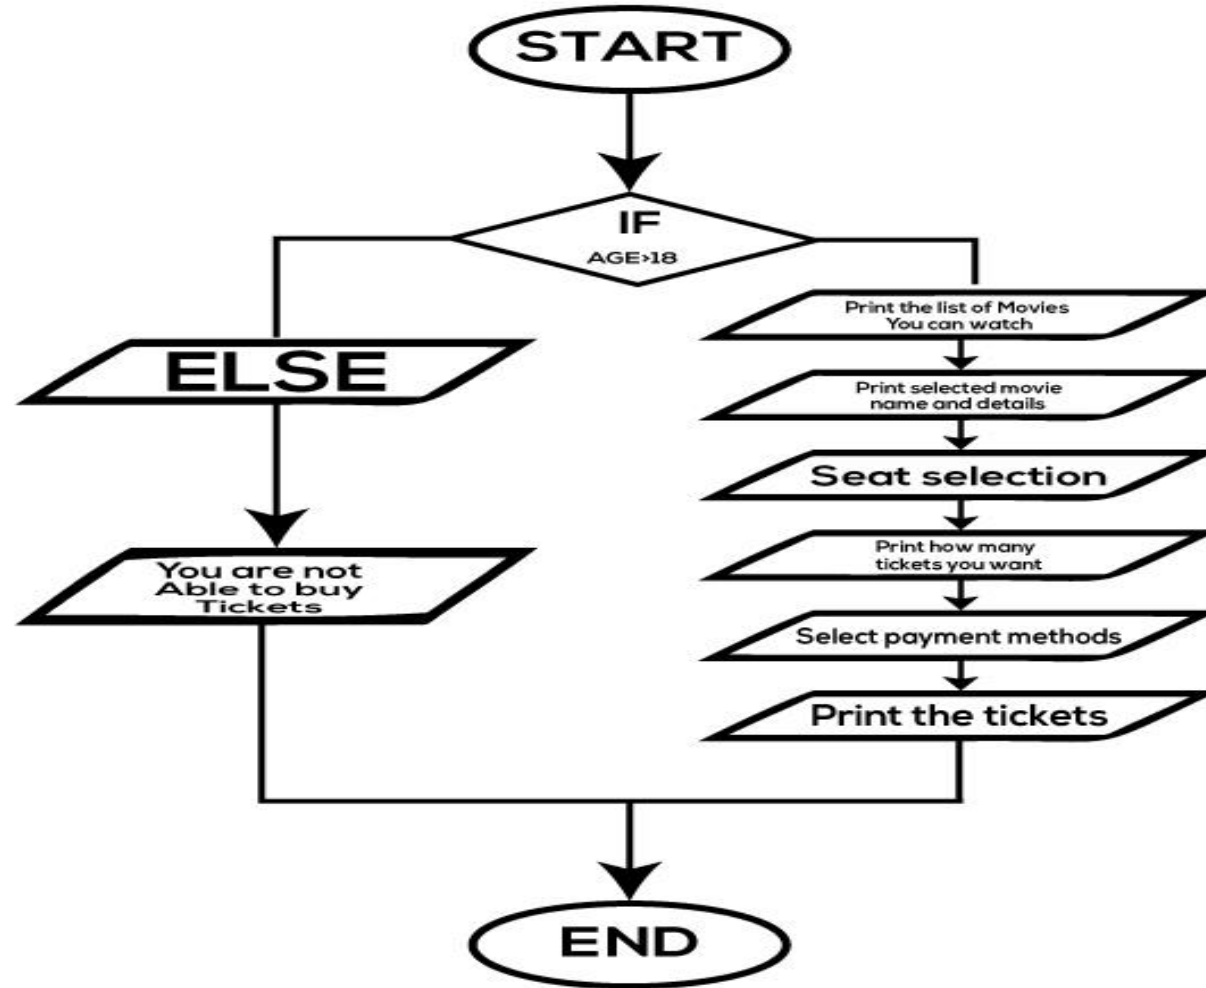 START
IF
AGE>18
ELSE
You are not
Able to buy
Tickets
Print the list of Movies
You can watch
Print selected movie
name and details
Seat selection
Print how many
tickets you want
Select payment methods
Print the tickets
END